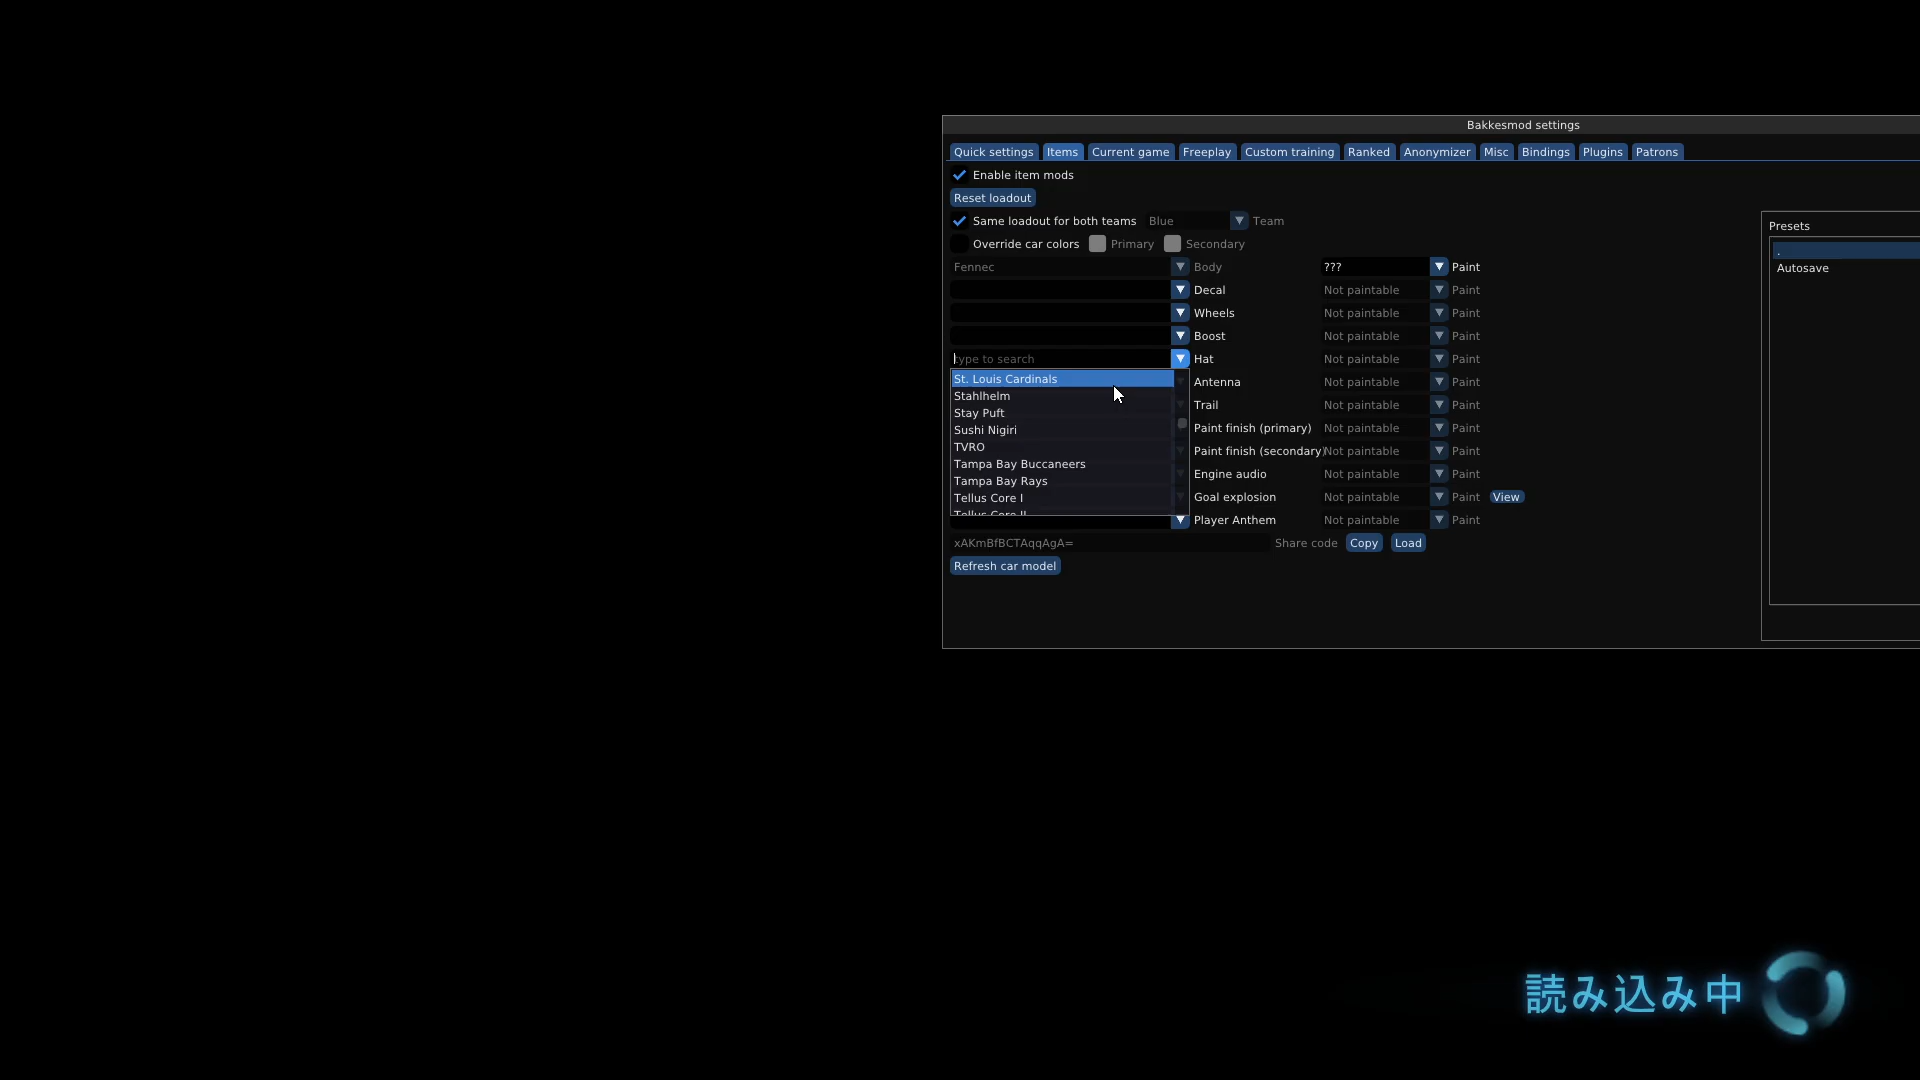 Bakkesmod settings
Quick settings Items Current game Freeplay Custom training Ranked Anonymizer Misc Bindings Plugins Patrons
Enable item mods
Reset loadout
Same loadout for both teams Blue Team
Presets
Override car colors Primary Secondary
.
Fennec Body ??? Paint
Autosave
Decal Not paintable Paint
Wheels Not paintable Paint
Boost Not paintable Paint
type to search Hat Not paintable Paint
St. Louis Cardinals Antenna Not paintable Paint
Stahlhelm
Stay Puft Trail Not paintable Paint
Sushi Nigiri Paint finish (primary) Not paintable Paint
TVRO Paint finish (secondary) Not paintable Paint
Tampa Bay Buccaneers
Tampa Bay Rays Engine audio Not paintable Paint
Tellus Core I Goal explosion Not paintable Paint View
Tellus Core II
Player Anthem Not paintable Paint
xAKmBfBCTAqqAgA= Share code Copy Load
Refresh car model
読み込み中